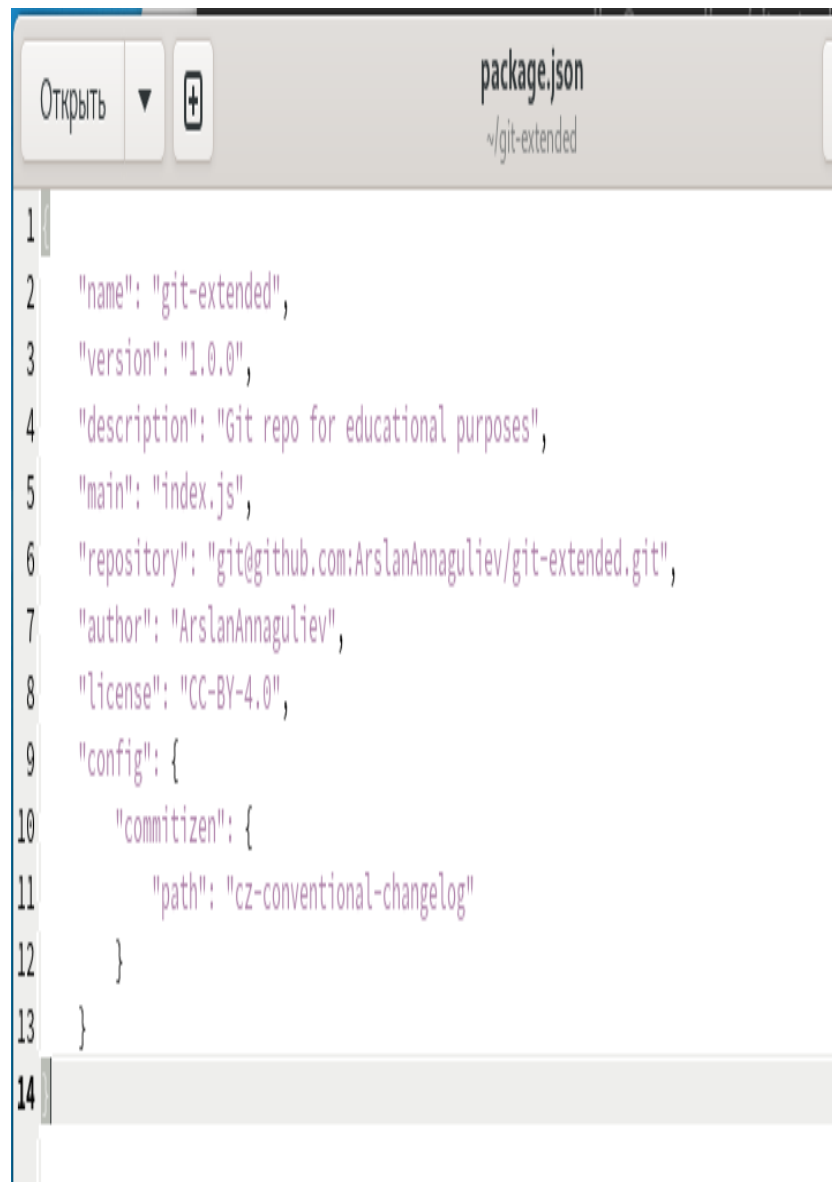 Открыть
package.json
~/git-extended
1 {
2 "name": "git-extended",
3 "version": "1.0.0",
4 "description": "Git repo for educational purposes",
5 "main": "index.js",
6 "repository": "git@github.com:ArslanAnnaguliev/git-extended.git",
7 "author": "ArslanAnnaguliev",
8 "license": "CC-BY-4.0",
9 "config": {
10 "commitizen": {
11 "path": "cz-conventional-changelog"
12 }
13 }
14 }